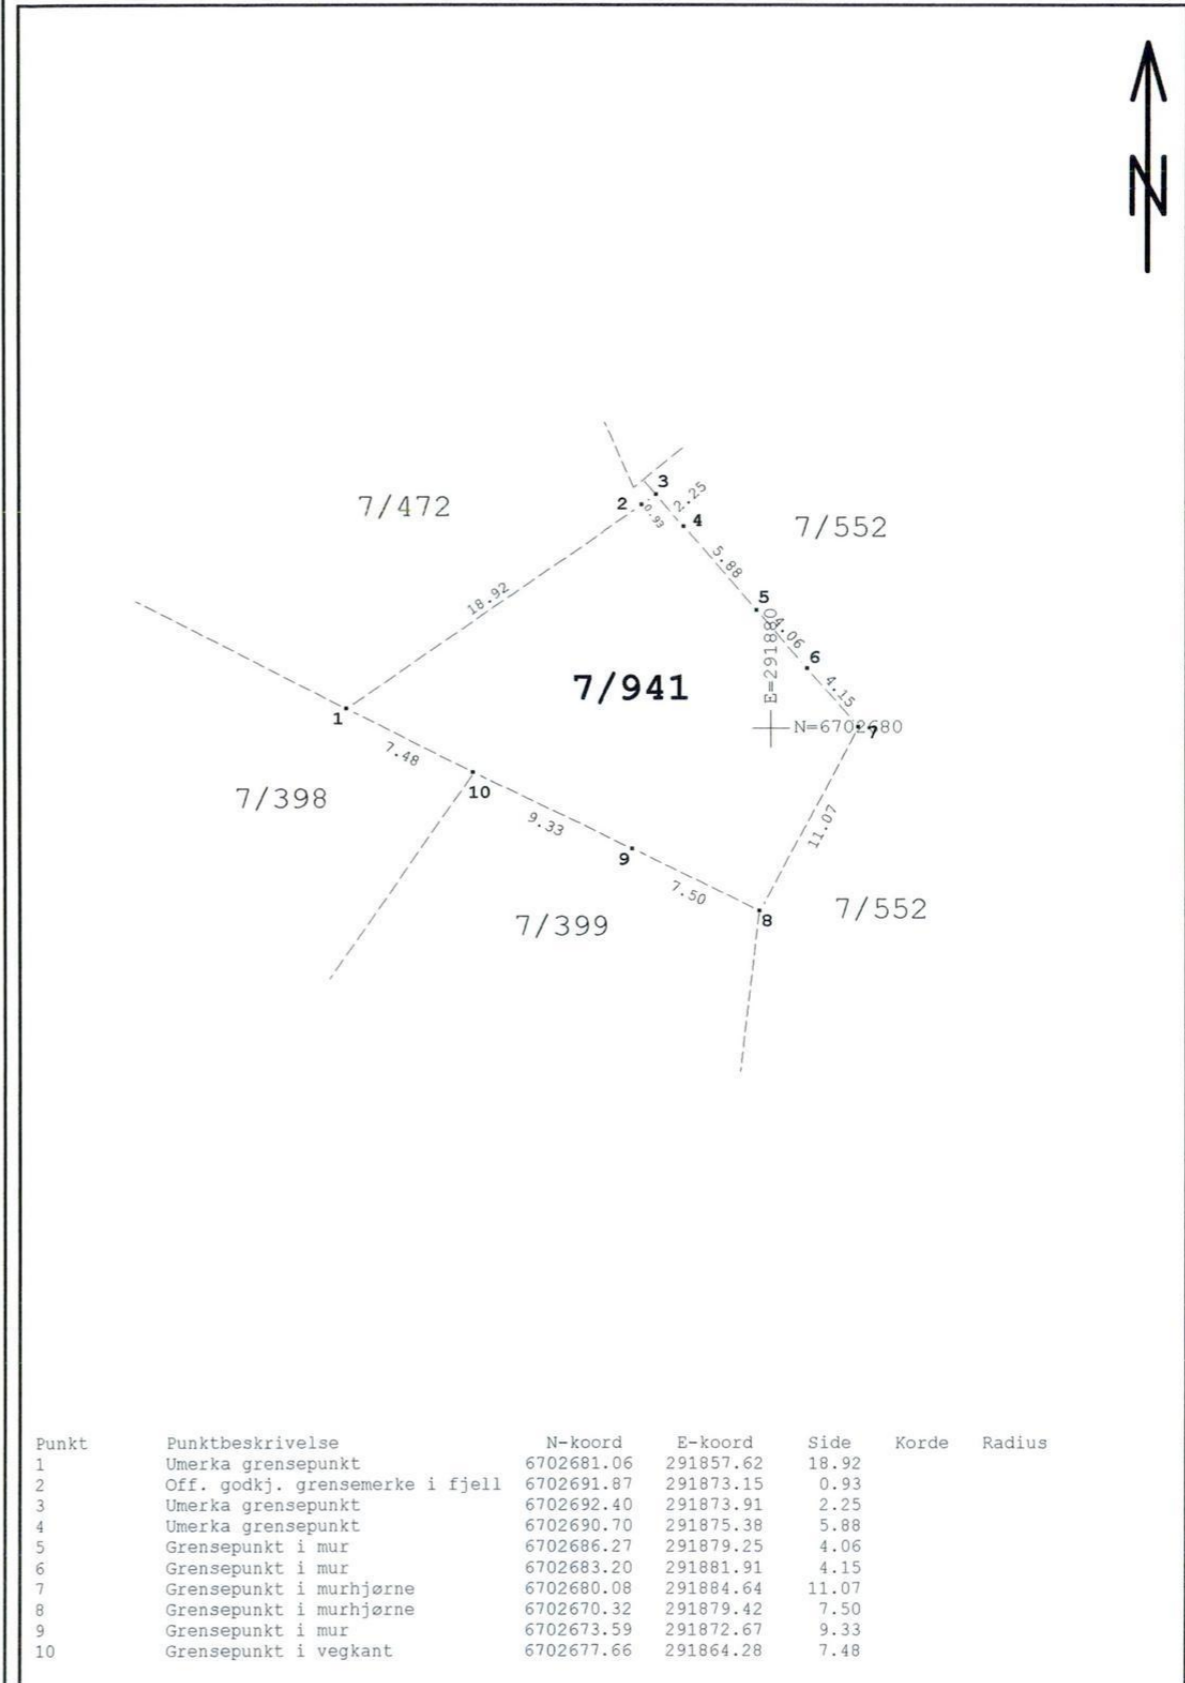 N
3
7/472
2
2.25
0.93
4
7/552
5.88
5
18.92
E=291880
4.06
6
7/941
4.15
1
N=6702680
7
7.48
7/398
10
9.33
11.07
9
7.50
7/399
8
7/552
Punkt Punktbeskrivelse N-koord E-koord Side Korde Radius
1 Umerka grensepunkt 6702681.06 291857.62 18.92
2 Off. godkj. grensemerke i fjell 6702691.87 291873.15 0.93
3 Umerka grensepunkt 6702692.40 291873.91 2.25
4 Umerka grensepunkt 6702690.70 291875.38 5.88
5 Grensepunkt i mur 6702686.27 291879.25 4.06
6 Grensepunkt i mur 6702683.20 291881.91 4.15
7 Grensepunkt i murhjørne 6702680.08 291884.64 11.07
8 Grensepunkt i murhjørne 6702670.32 291879.42 7.50
9 Grensepunkt i mur 6702673.59 291872.67 9.33
10 Grensepunkt i vegkant 6702677.66 291864.28 7.48